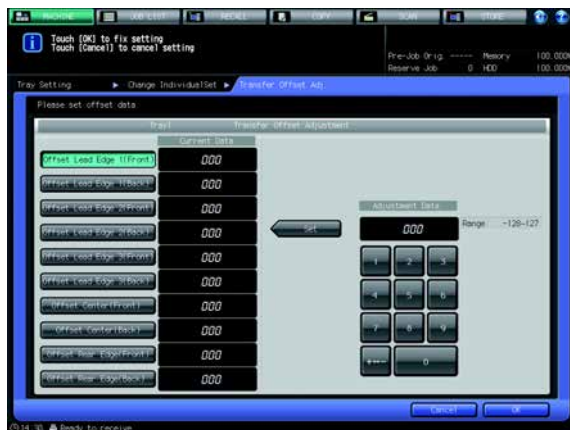 MACHINE JOB LIST RECALL COPY SCAN STORE
Touch [OK] to fix setting
Touch [Cancel] to cancel setting
Pre-Job Orig. ----- Memory 100.000%
Reserve Job 0 HDD 100.000%
Tray Setting Change IndividualSet Transfer Offset Adj.
Please set offset data
Tray1 Transfer Offset Adjustment
Current Data
Offset Lead Edge 1(Front) 000
Offset Lead Edge 1(Back) 000
Offset Lead Edge 2(Front) 000
Offset Lead Edge 2(Back) 000
Offset Lead Edge 3(Front) 000
Offset Lead Edge 3(Back) 000
Offset Center(Front) 000
Offset Center(Back) 000
Offset Rear Edge(Front) 000
Offset Rear Edge(Back) 000
Set
Adjustment Data
000 Range -128~127
1 2 3
4 5 6
7 8 9
0
Cancel OK
14:30 Ready to receive